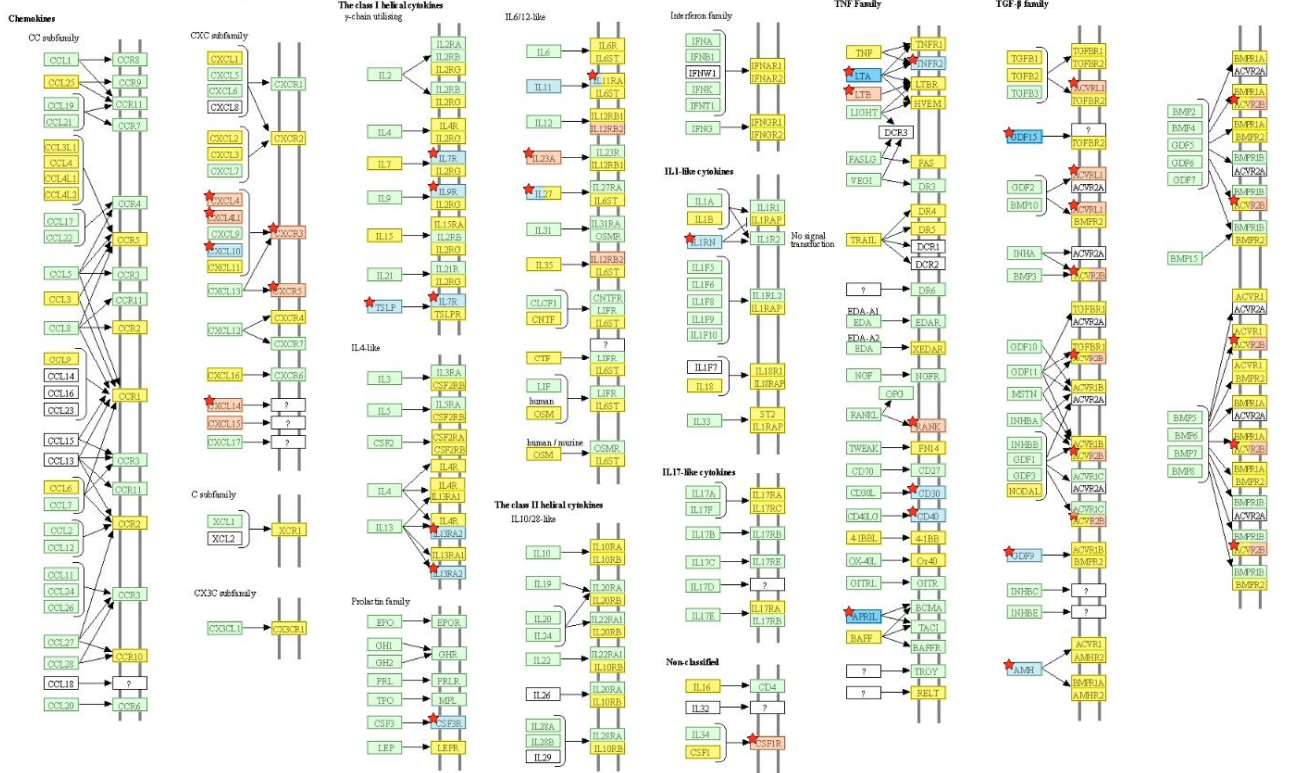 Chemokines
CC subfamily
CCL1
CCL25
CCL19
CCL21
CCL3L1
CCL4
CCL4L1
CCL4L2
CCL17
CCL22
CCL5
CCL3
CCL8
CCL9
CCL14
CCL16
CCL23
CCL15
CCL13
CCL6
CCL7
CCL2
CCL12
CCL11
CCL24
CCL26
CCL27
CCL28
CCL18
CCL20
CCR8
CCR9
CCR11
CCR7
CCR4
CCR5
CCR3
CCR11
CCR2
CCR1
CCR3
CCR11
CCR2
CCR3
CCR10
?
CCR6
CXC subfamily
CXCL1
CXCL5
CXCL6
CXCL8
CXCL2
CXCL3
CXCL7
CXCL4
CXCL4L1
CXCL9
CXCL10
CXCL11
CXCL13
CXCL12
CXCL16
CXCL14
CXCL15
CXCL17
CXCR1
CXCR2
CXCR3
CXCR5
CXCR4
CXCR7
CXCR6
?
?
?
C subfamily
XCL1
XCL2
XCR1
CX3C subfamily
CX3CL1
CX3CR1
The class I helical cytokines
γ-chain utilising
IL2
IL4
IL7
IL9
IL15
IL21
TSLP
IL2RA
IL2RB
IL2RG
IL2RB
IL2RG
IL4R
IL2RG
IL7R
IL2RG
IL9R
IL2RG
IL15RA
IL2RB
IL2RG
IL21R
IL2RG
IL7R
TSLPR
IL4-like
IL3
IL5
CSF2
IL4
IL13
IL3RA
CSF2RB
IL5RA
CSF2RB
CSF2RA
CSF2RB
IL4R
IL4R
IL13RA1
IL4R
IL13RA2
IL13RA1
IL13RA2
Prolactin family
EPO
GH1
GH2
PRL
TPO
CSF3
LEP
EPOR
GHR
PRLR
MPL
CSF3R
LEPR
IL6/12-like
IL6
IL11
IL12
IL23A
IL27
IL31
IL35
CLCF1
CNTF
CTF
LIF
human
OSM
human / murine
OSM
IL6R
IL6ST
IL11RA
IL6ST
IL12RB1
IL12RB2
IL23R
IL12RB1
IL27RA
IL6ST
IL31RA
OSMR
IL12RB2
IL6ST
CNTFR
LIFR
IL6ST
?
LIFR
IL6ST
LIFR
IL6ST
OSMR
IL6ST
The class II helical cytokines
IL10/28-like
IL10
IL19
IL20
IL24
IL22
IL26
IL28A
IL28B
IL29
IL10RA
IL10RB
IL20RA
IL20RB
IL22RA1
IL20RB
IL22RA1
IL10RB
IL20RA
IL10RB
IL28RA
IL10RB
Interferon family
IFNA
IFNB1
IFNW1
IFNK
IFNT1
IFNG
IFNAR1
IFNAR2
IFNGR1
IFNGR2
IL1-like cytokines
IL1A
IL1B
IL1RN
IL1F5
IL1F6
IL1F8
IL1F9
IL1F10
IL1F7
IL18
IL33
IL1R1
IL1RAP
IL1R2
No signal
transduction
IL1RL2
IL1RAP
IL18R1
IL18RAP
ST2
IL1RAP
IL17-like cytokines
IL17A
IL17F
IL17B
IL17C
IL17D
IL17E
IL17RA
IL17RC
IL17RB
IL17RE
?
IL17RA
IL17RB
Non-classified
IL16
IL32
IL34
CSF1
CD4
?
CSF1R
TNF Family
TNF
LTA
LTB
LIGHT
FASLG
VEGI
TRAIL
?
EDA-A1
EDA
EDA-A2
EDA
NGF
RANKL
TWEAK
CD70
CD30L
CD40LG
4-1BBL
OX-40L
GITRL
APRIL
BAFF
?
?
TNFR1
TNFR2
LTBR
HVEM
DCR3
FAS
DR3
DR4
DR5
DCR1
DCR2
DR6
EDAR
XEDAR
NGFR
OPG
RANK
FN14
CD27
CD30
CD40
4-1BB
Ox40
GITR
BCMA
TACI
BAFFR
TROY
RELT
TGF-β family
TGFB1
TGFB2
TGFB3
GDF15
GDF2
BMP10
INHA
BMP3
GDF10
GDF11
MSTN
INHBA
INHBB
GDF1
GDF3
NODAL
GDF9
INHBC
INHBE
AMH
TGFBR1
TGFBR2
ACVRL1
TGFBR2
?
TGFBR2
ACVRL1
ACVR2A
ACVRL1
BMPR2
ACVR2A
ACVR2B
TGFBR1
ACVR2A
TGFBR1
ACVR2B
ACVR1B
ACVR2A
ACVR1B
ACVR2B
ACVR1C
ACVR2A
ACVR1C
ACVR2B
ACVR1B
BMPR2
?
?
ACVR1
AMHR2
BMPR1A
AMHR2
BMP2
BMP4
GDF5
GDF6
GDF7
BMP15
BMP5
BMP6
BMP7
BMP8
BMPR1A
ACVR2A
BMPR1A
ACVR2B
BMPR1A
BMPR2
BMPR1B
ACVR2A
BMPR1B
ACVR2B
BMPR1B
BMPR2
ACVR1
ACVR2A
ACVR1
ACVR2B
ACVR1
BMPR2
BMPR1A
ACVR2A
BMPR1A
ACVR2B
BMPR1A
BMPR2
BMPR1B
ACVR2A
BMPR1B
ACVR2B
BMPR1B
BMPR2